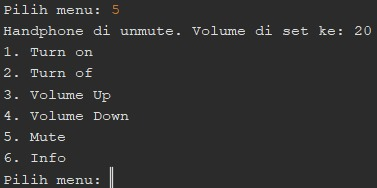 Pilih menu: 5
Handphone di unmute. Volume di set ke: 20
1. Turn on
2. Turn of
3. Volume Up
4. Volume Down
5. Mute
6. Info
Pilih menu: